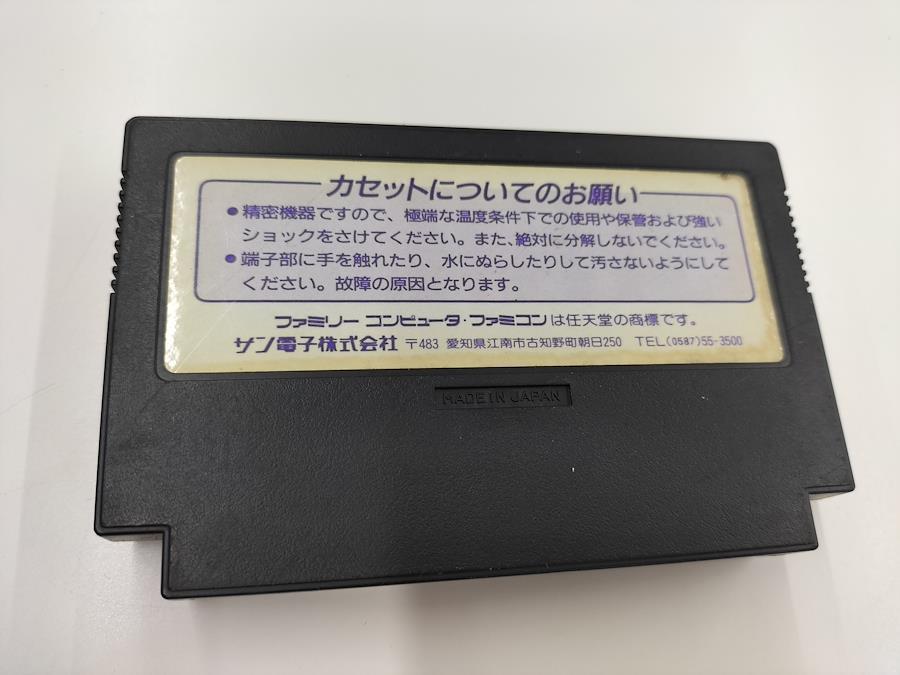 カセットについてのお願い
●精密機器ですので、極端な温度条件下での使用や保管および強い
ショックをさけてください。また、絶対に分解しないでください。
●端子部に手を触れたり、水にぬらしたりして汚さないようにして
ください。故障の原因となります。
ファミリー コンピュータ・ファミコンは任天堂の商標です。
サン電子株式会社 〒483 愛知県江南市古知野町朝日250 TEL(0587)55-3500
MADE IN JAPAN